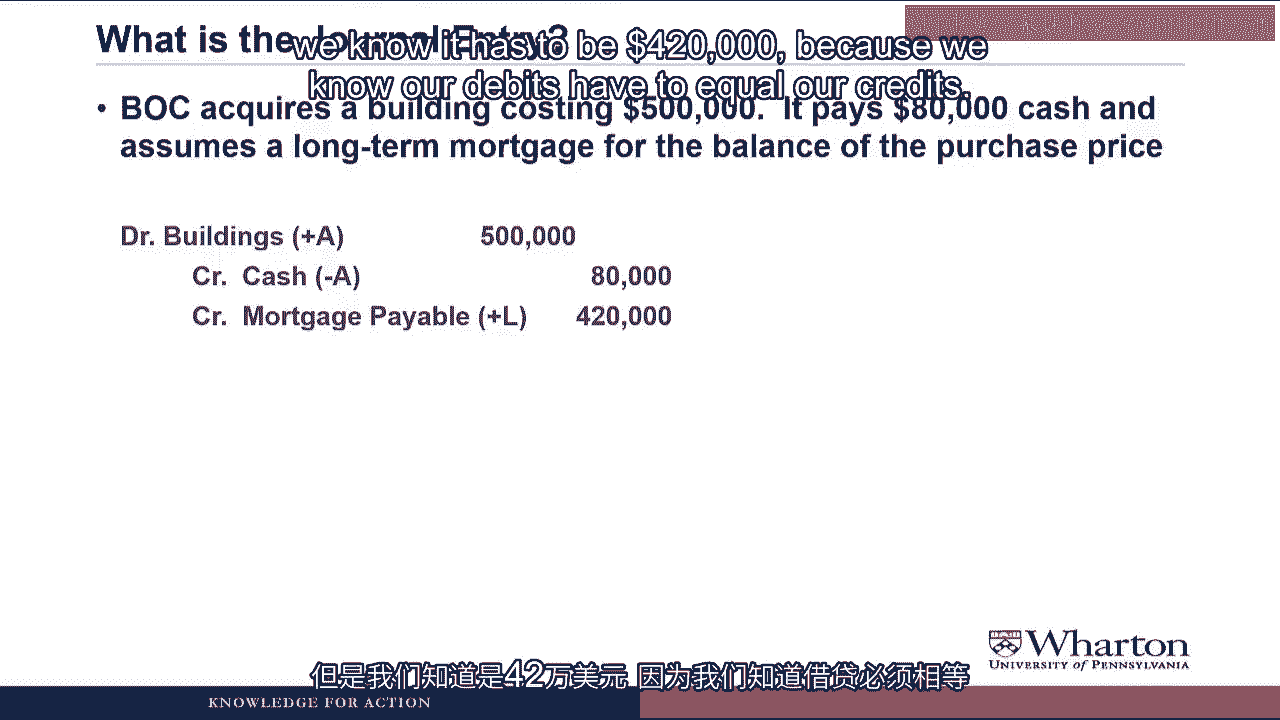 What is the Journal Entry?
we know it has to be $420,000, because we
know our debits have to equal our credits.
• BOC acquires a building costing $500,000. It pays $80,000 cash and
assumes a long-term mortgage for the balance of the purchase price
Dr. Buildings (+A) 500,000
Cr. Cash (-A) 80,000
Cr. Mortgage Payable (+L) 420,000
Wharton
UNIVERSITY of PENNSYLVANIA
但是我们知道是42万美元 因为我们知道借贷必须相等
KNOWLEDGE FOR ACTION